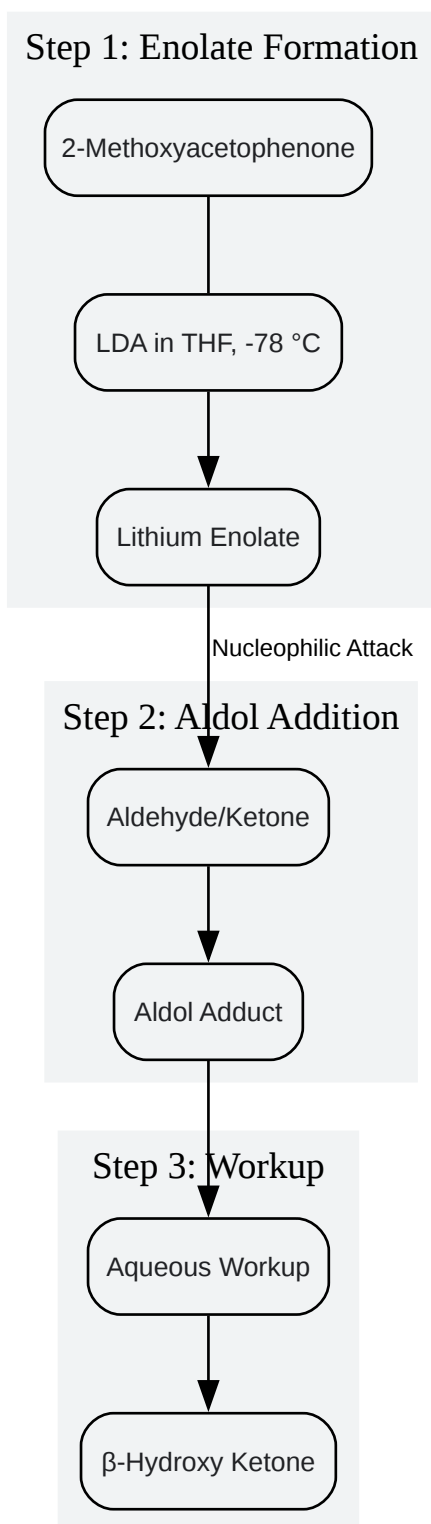 Step 1: Enolate Formation
2-Methoxyacetophenone
LDA in THF, -78 °C
Lithium Enolate
Nucleophilic Attack
Step 2: Aldol Addition
Aldehyde/Ketone
Aldol Adduct
Step 3: Workup
Aqueous Workup
β-Hydroxy Ketone